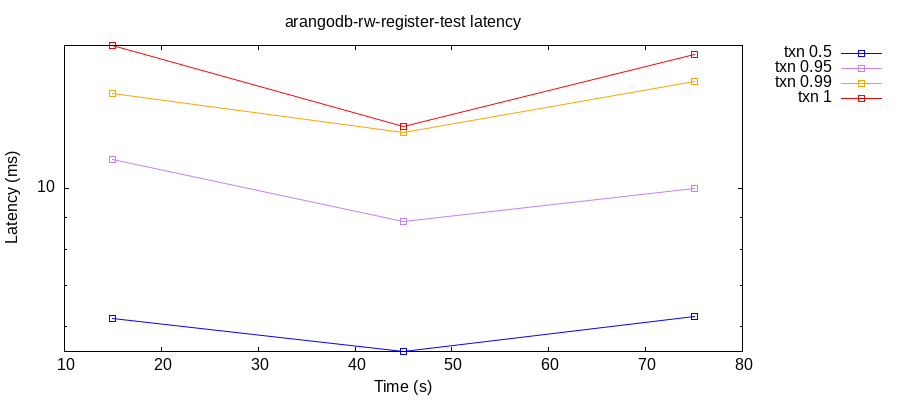 arangodb-rw-register-test latency
txn 0.5
txn 0.95
txn 0.99
txn 1
Latency (ms)
10
10 20 30 40 50 60 70 80
Time (s)